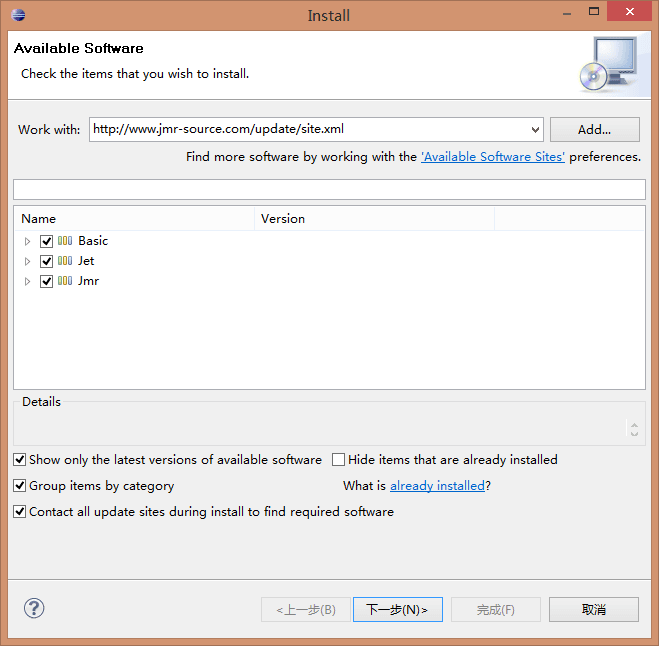 Install
Available Software
Check the items that you wish to install.
Work with: http://www.jmr-source.com/update/site.xml Add...
Find more software by working with the 'Available Software Sites' preferences.
Name Version
Basic
Jet
Jmr
Details
Show only the latest versions of available software Hide items that are already installed
Group items by category What is already installed?
Contact all update sites during install to find required software
? <上一步(B) 下一步(N)> 完成(F) 取消